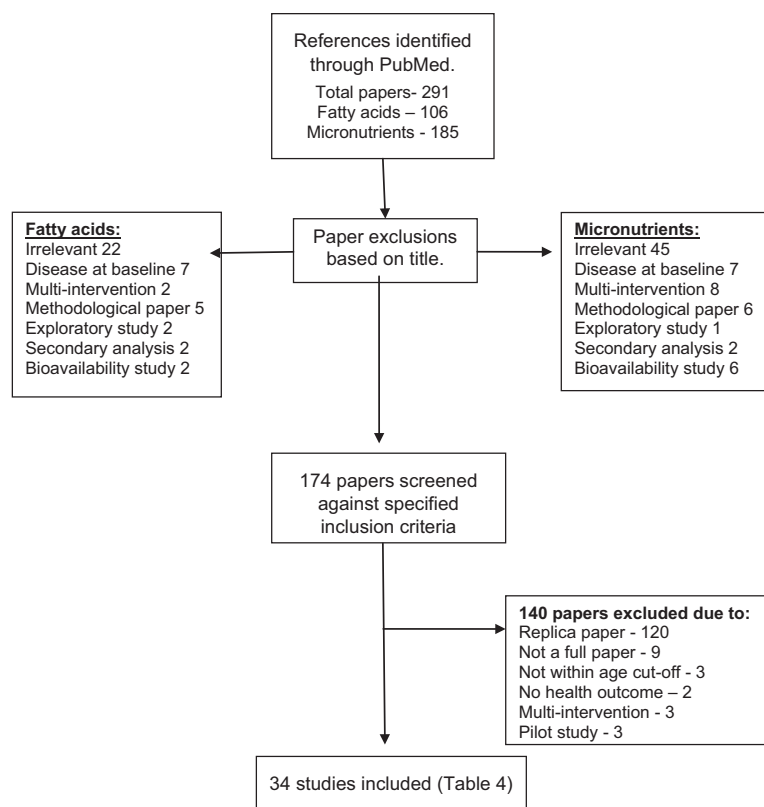 References identified
through PubMed.
Total papers- 291
Fatty acids – 106
Micronutrients - 185
Fatty acids:
Irrelevant 22
Disease at baseline 7
Multi-intervention 2
Methodological paper 5
Exploratory study 2
Secondary analysis 2
Bioavailability study 2
Paper exclusions
based on title.
Micronutrients:
Irrelevant 45
Disease at baseline 7
Multi-intervention 8
Methodological paper 6
Exploratory study 1
Secondary analysis 2
Bioavailability study 6
174 papers screened
against specified
inclusion criteria
140 papers excluded due to:
Replica paper - 120
Not a full paper - 9
Not within age cut-off - 3
No health outcome – 2
Multi-intervention - 3
Pilot study - 3
34 studies included (Table 4)